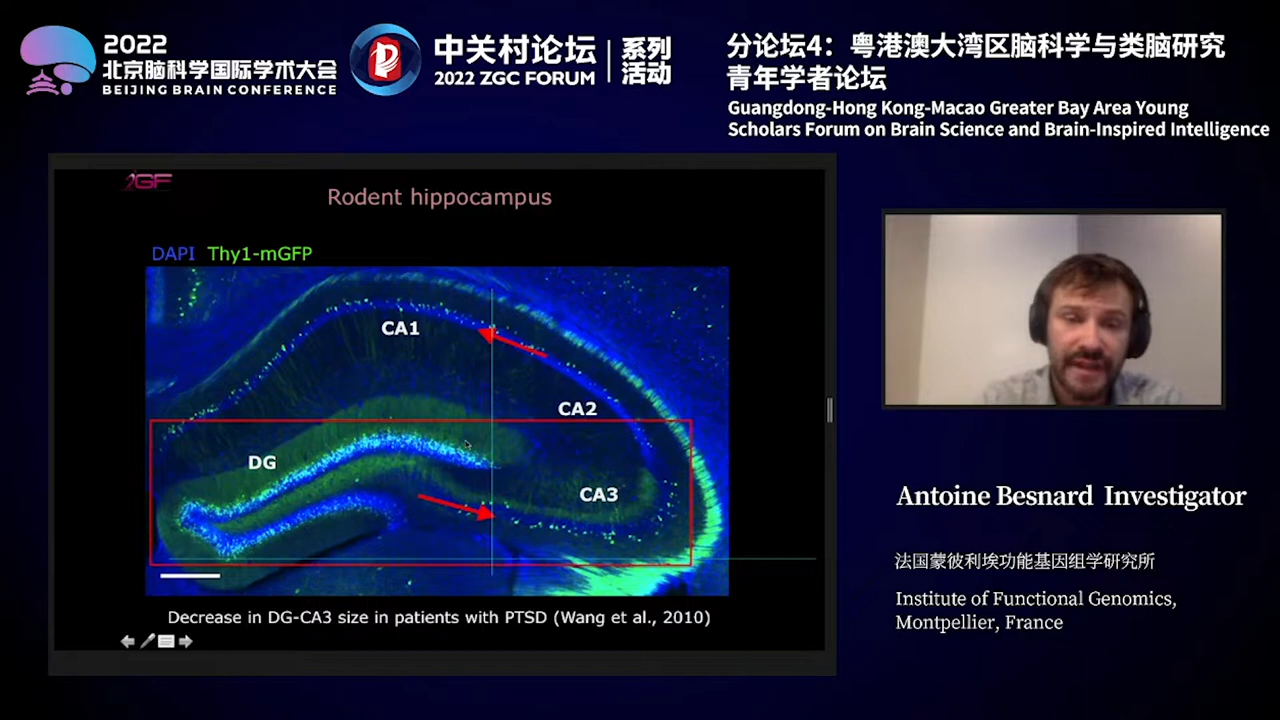 2022
北京脑科学国际学术大会
BEIJING BRAIN CONFERENCE
中关村论坛
2022 ZGC FORUM
系列
活动
分论坛4：粤港澳大湾区脑科学与类脑研究
青年学者论坛
Guangdong-Hong Kong-Macao Greater Bay Area Young
Scholars Forum on Brain Science and Brain-Inspired Intelligence
IGF
Rodent hippocampus
DAPI Thy1-mGFP
CA1
CA2
DG
CA3
Decrease in DG-CA3 size in patients with PTSD (Wang et al., 2010)
Antoine Besnard Investigator
法国蒙彼利埃功能基因组学研究所
Institute of Functional Genomics,
Montpellier, France